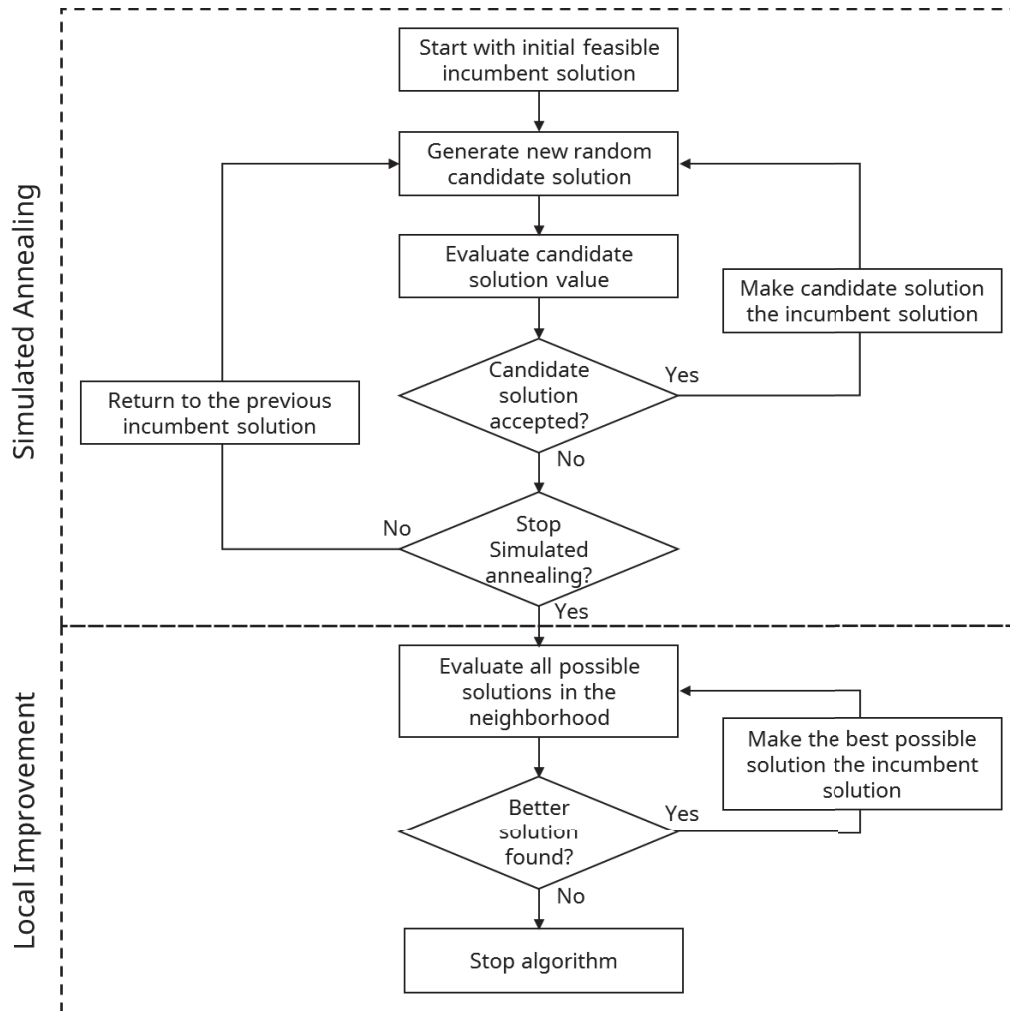 Simulated Annealing
Start with initial feasible
incumbent solution
Generate new random
candidate solution
Evaluate candidate
solution value
Make candidate solution
the incumbent solution
Candidate
solution
accepted?
Yes
No
Return to the previous
incumbent solution
Stop
Simulated
annealing?
No
Yes
Local Improvement
Evaluate all possible
solutions in the
neighborhood
Make the best possible
solution the incumbent
solution
Better
solution
found?
Yes
No
Stop algorithm